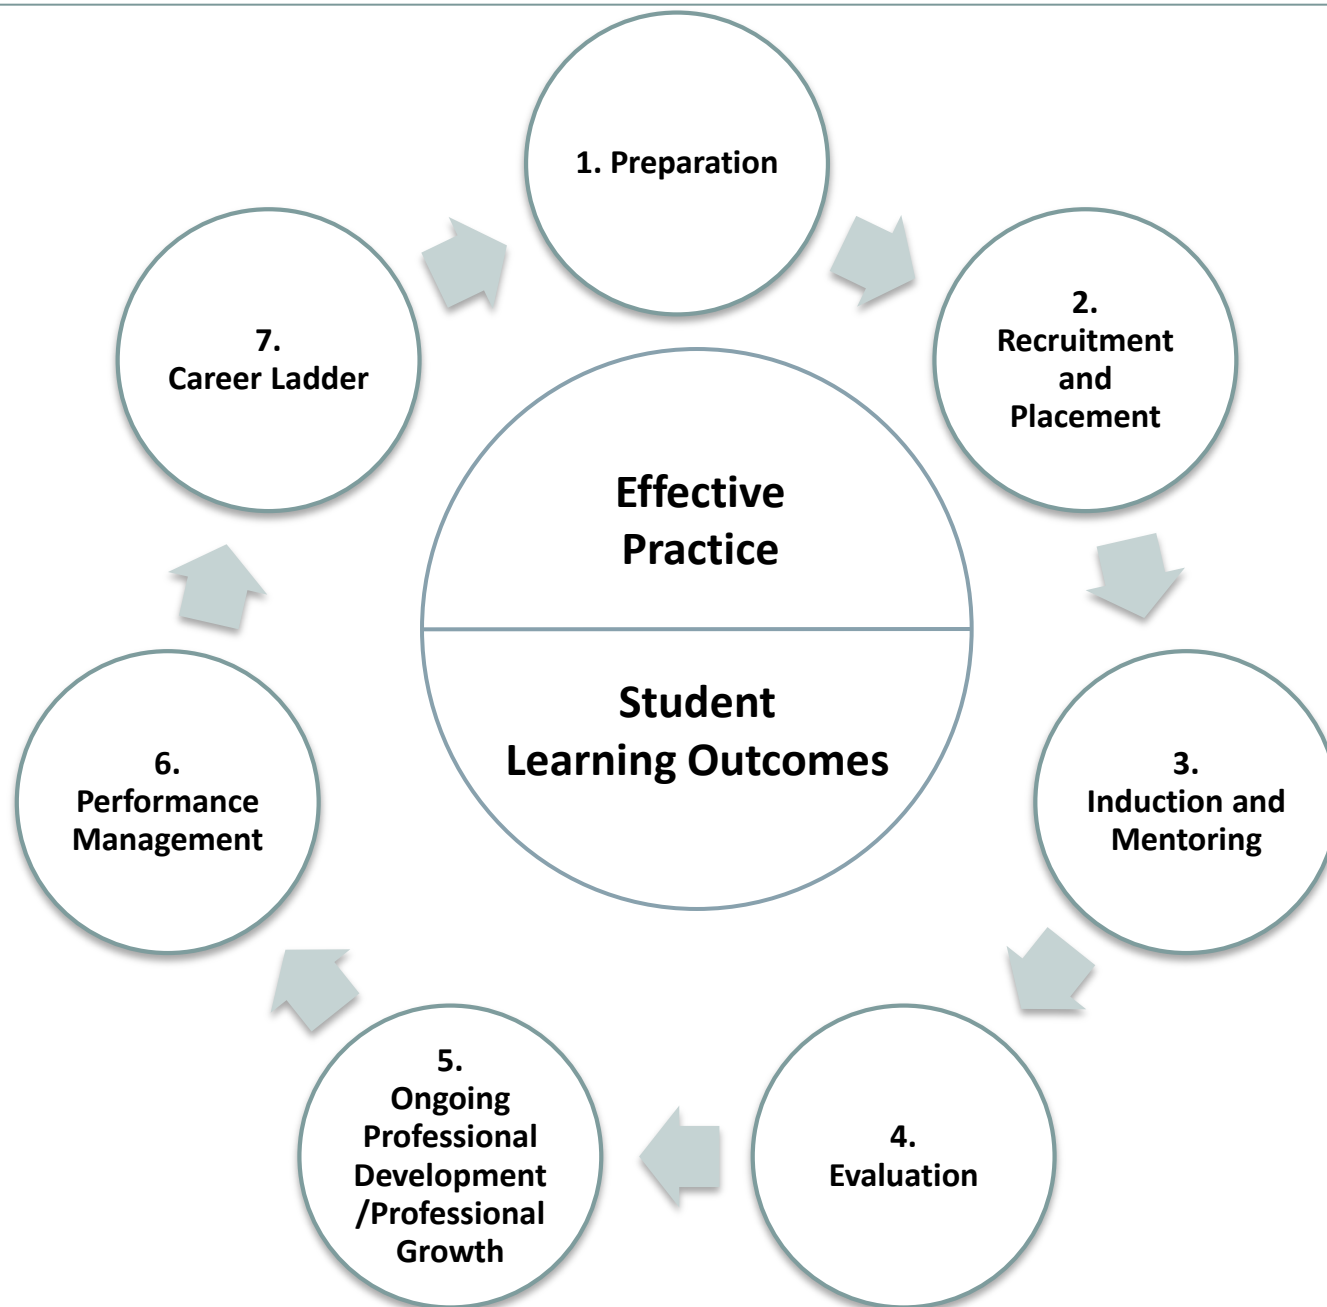 1. Preparation
2.
Recruitment
and
Placement
3.
Induction and
Mentoring
4.
Evaluation
5.
Ongoing
Professional
Development
/Professional
Growth
6.
Performance
Management
7.
Career Ladder
Effective
Practice
Student
Learning Outcomes